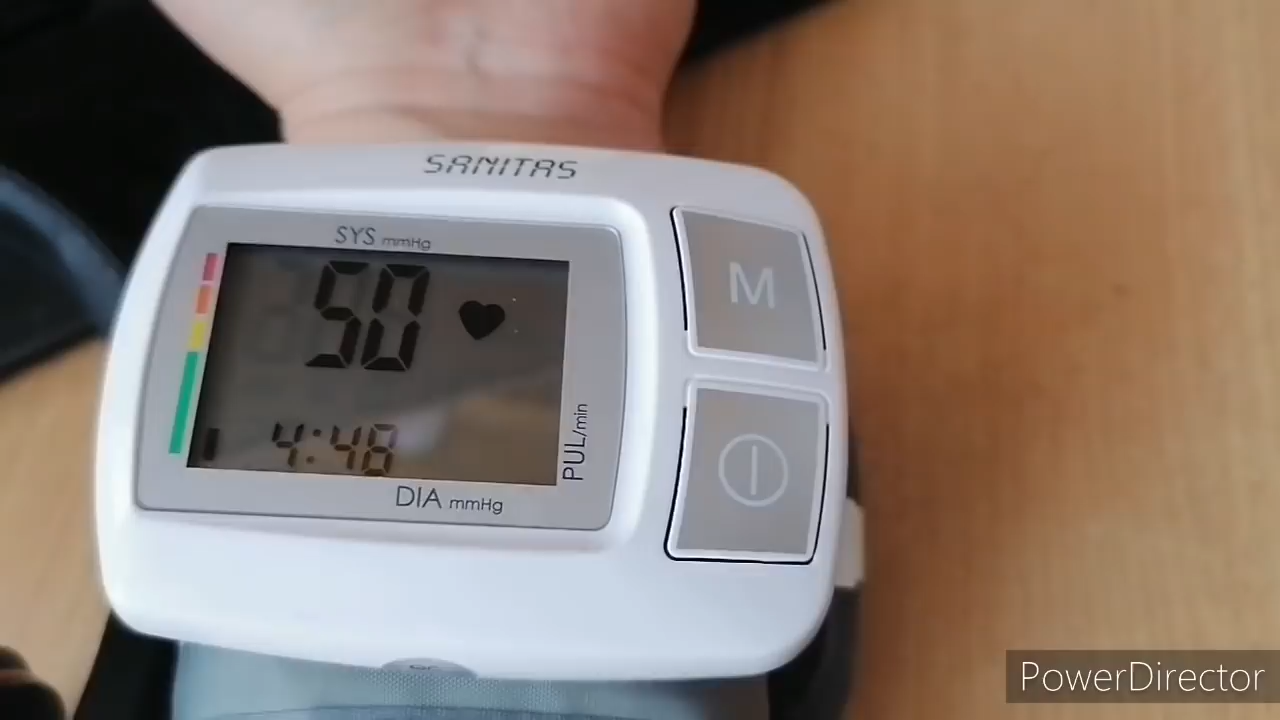 SANITAS
SYS mmHg
50
4:48
PUL/min
DIA mmHg
M
PowerDirector